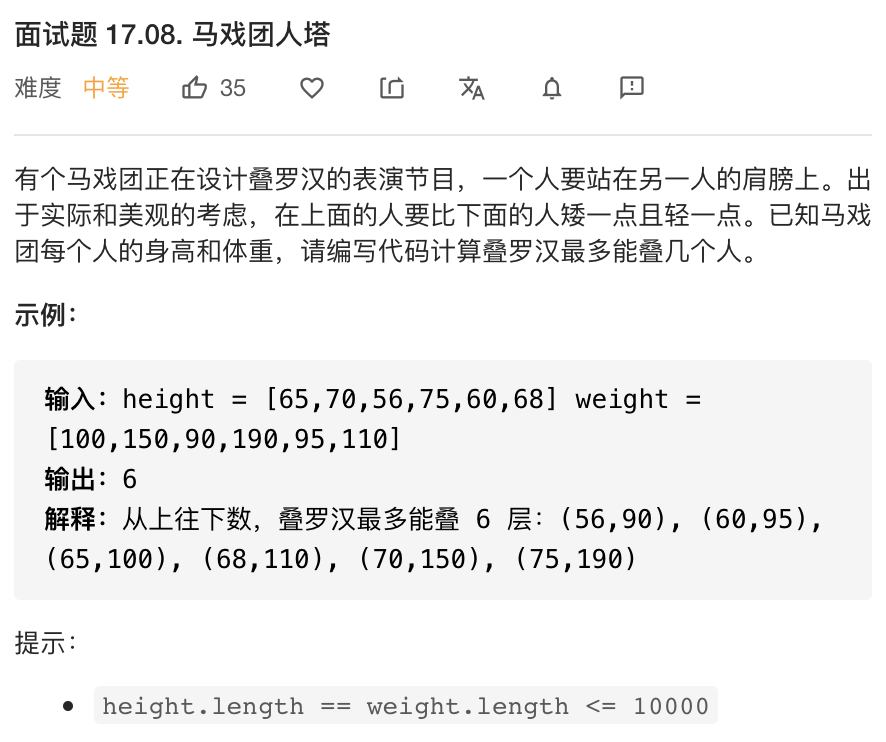 面试题 17.08. 马戏团人塔
难度 中等 35
有个马戏团正在设计叠罗汉的表演节目，一个人要站在另一人的肩膀上。出
于实际和美观的考虑，在上面的人要比下面的人矮一点且轻一点。已知马戏
团每个人的身高和体重，请编写代码计算叠罗汉最多能叠几个人。
示例：
输入：height = [65,70,56,75,60,68] weight =
[100,150,90,190,95,110]
输出：6
解释：从上往下数，叠罗汉最多能叠 6 层：(56,90), (60,95),
(65,100), (68,110), (70,150), (75,190)
提示：
• height.length == weight.length <= 10000